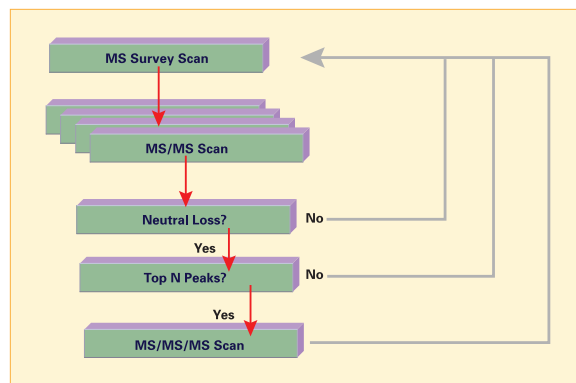 MS Survey Scan
MS/MS Scan
Neutral Loss?
No
Yes
Top N Peaks?
No
Yes
MS/MS/MS Scan